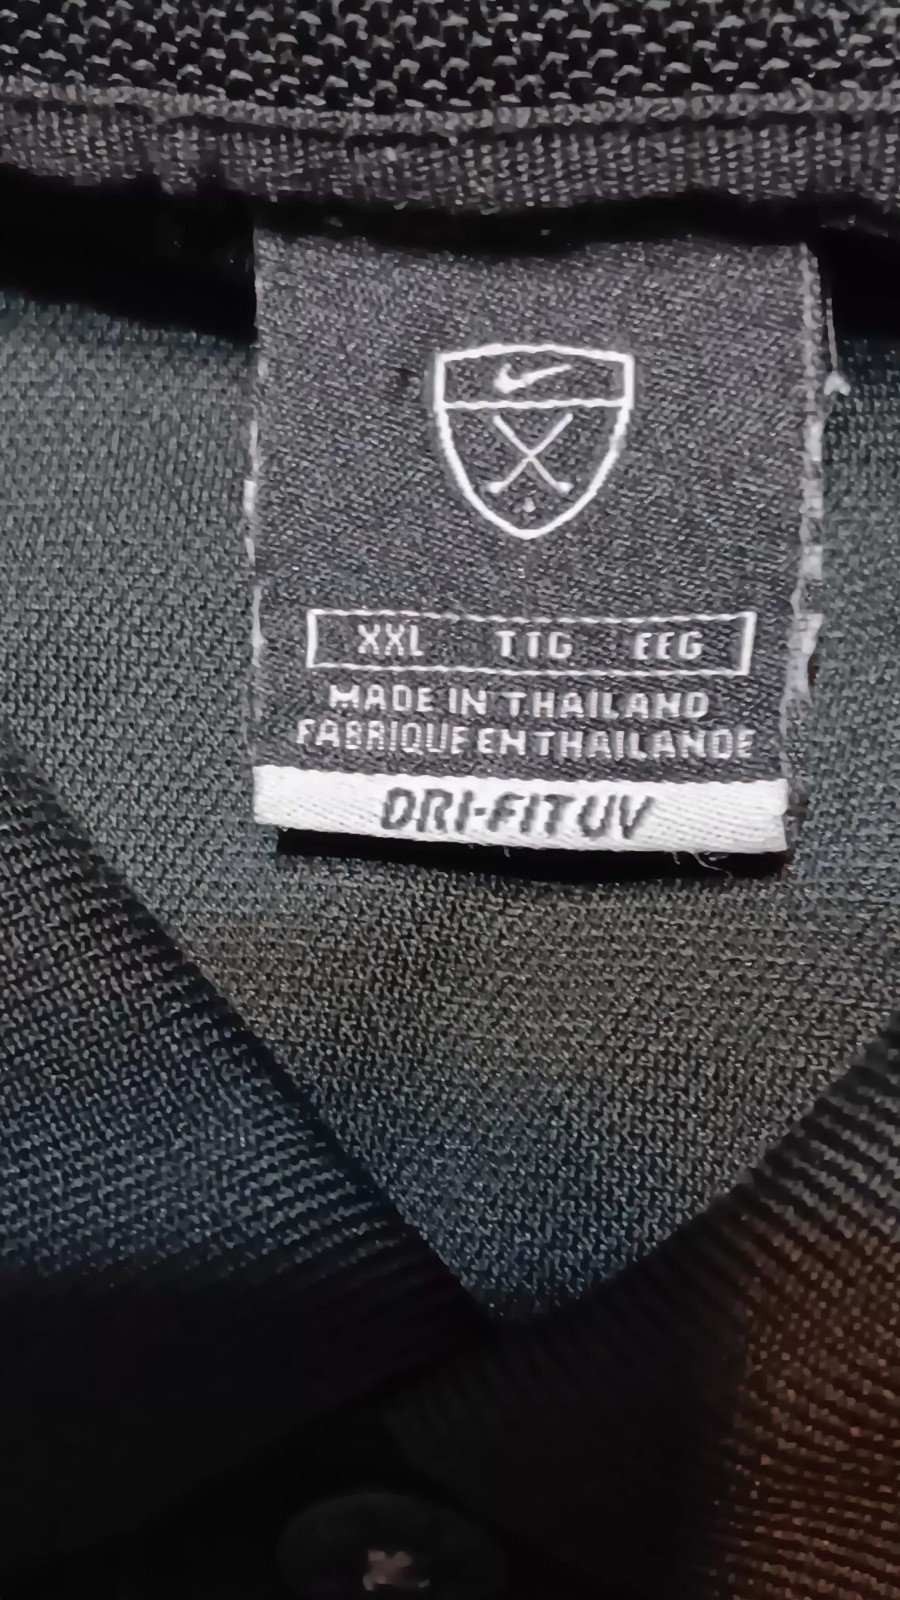 XXL TTG EEG
MADE IN THAILAND
FABRIQUE EN THAILANDE
DRI-FIT UV